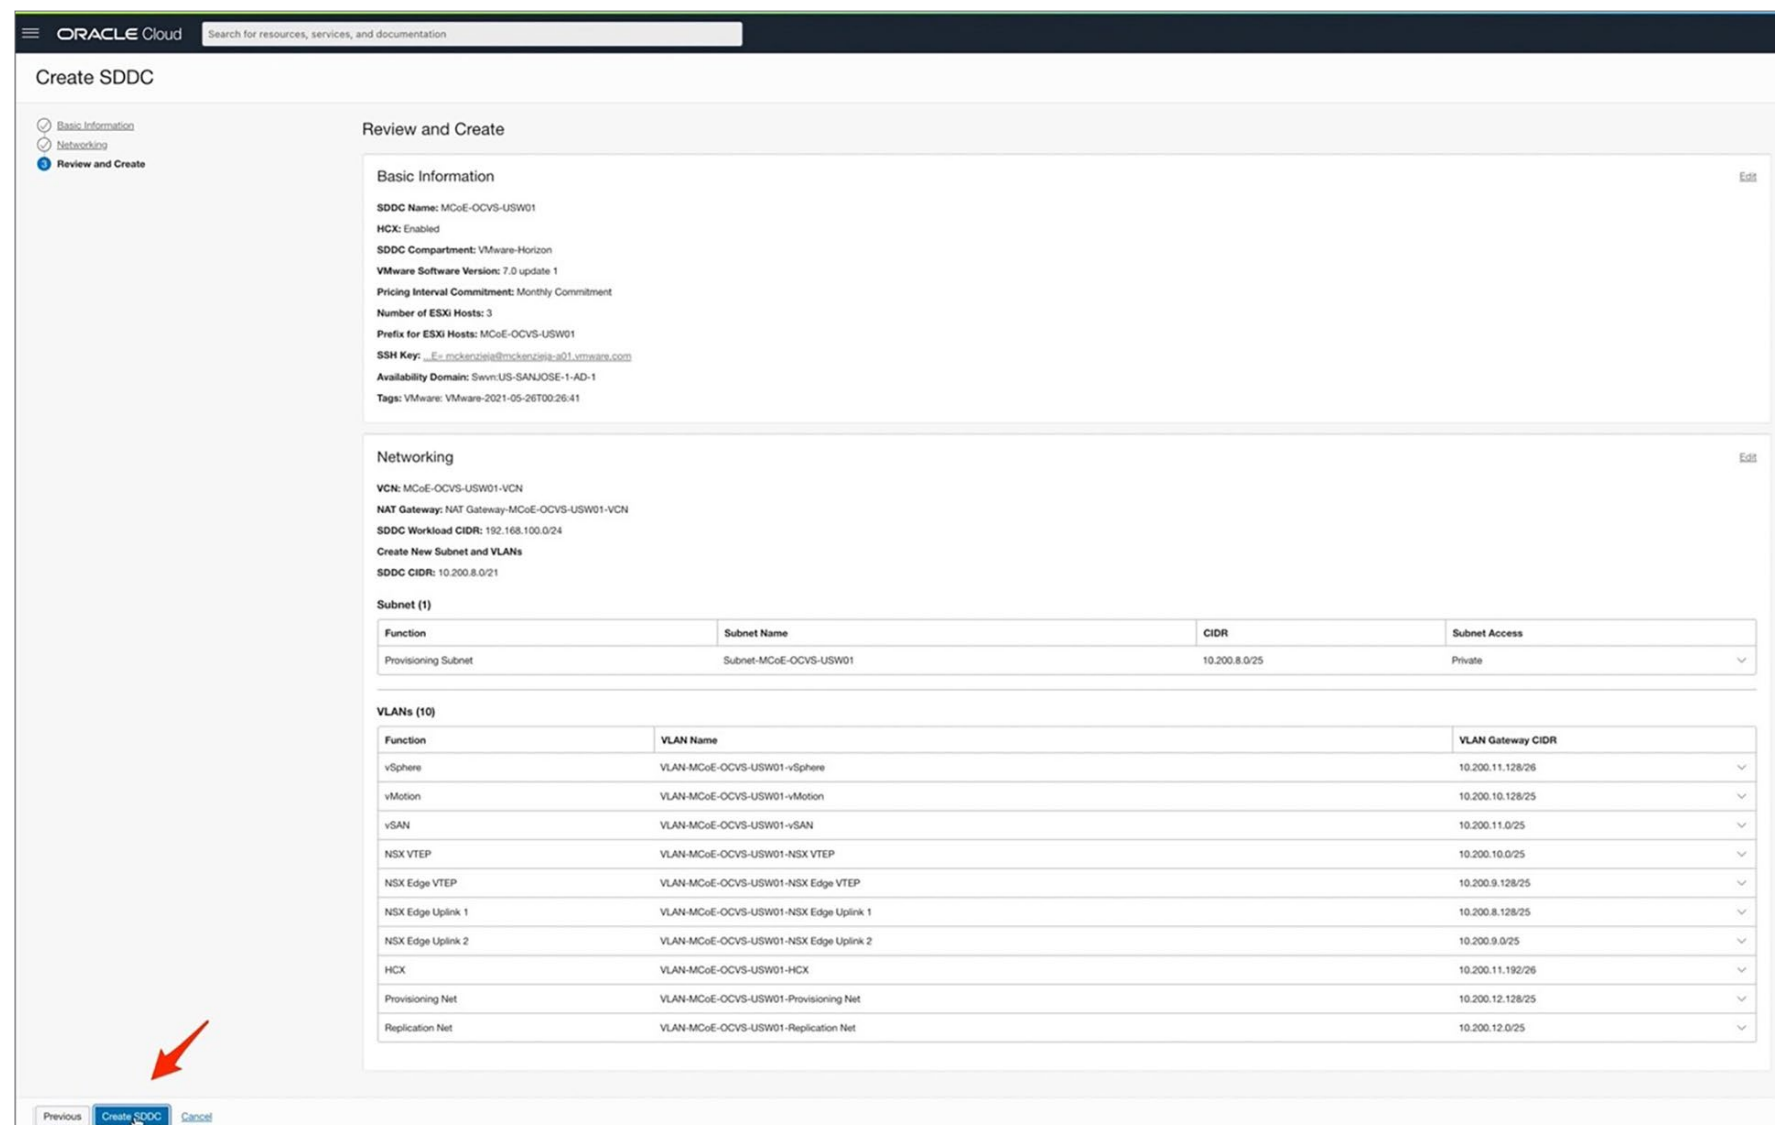 ORACLE Cloud
Search for resources, services, and documentation
Create SDDC
Basic Information
Networking
3 Review and Create
Review and Create
Basic Information
Edit
SDDC Name: MCoE-OCVS-USW01
HCX: Enabled
SDDC Compartment: VMware-Horizon
VMware Software Version: 7.0 update 1
Pricing Interval Commitment: Monthly Commitment
Number of ESXi Hosts: 3
Prefix for ESXi Hosts: MCoE-OCVS-USW01
SSH Key: ...E= mckenzieja@mckenzieja-a01.vmware.com
Availability Domain: Swvn:US-SANJOSE-1-AD-1
Tags: VMware: VMware-2021-05-26T00:26:41
Networking
Edit
VCN: MCoE-OCVS-USW01-VCN
NAT Gateway: NAT Gateway-MCoE-OCVS-USW01-VCN
SDDC Workload CIDR: 192.168.100.0/24
Create New Subnet and VLANs
SDDC CIDR: 10.200.8.0/21
Subnet (1)
Function Subnet Name CIDR Subnet Access
Provisioning Subnet Subnet-MCoE-OCVS-USW01 10.200.8.0/25 Private
VLANs (10)
Function VLAN Name VLAN Gateway CIDR
vSphere VLAN-MCoE-OCVS-USW01-vSphere 10.200.11.128/26
vMotion VLAN-MCoE-OCVS-USW01-vMotion 10.200.10.128/25
vSAN VLAN-MCoE-OCVS-USW01-vSAN 10.200.11.0/25
NSX VTEP VLAN-MCoE-OCVS-USW01-NSX VTEP 10.200.10.0/25
NSX Edge VTEP VLAN-MCoE-OCVS-USW01-NSX Edge VTEP 10.200.9.128/25
NSX Edge Uplink 1 VLAN-MCoE-OCVS-USW01-NSX Edge Uplink 1 10.200.8.128/25
NSX Edge Uplink 2 VLAN-MCoE-OCVS-USW01-NSX Edge Uplink 2 10.200.9.0/25
HCX VLAN-MCoE-OCVS-USW01-HCX 10.200.11.192/26
Provisioning Net VLAN-MCoE-OCVS-USW01-Provisioning Net 10.200.12.128/25
Replication Net VLAN-MCoE-OCVS-USW01-Replication Net 10.200.12.0/25
Previous Create SDDC Cancel